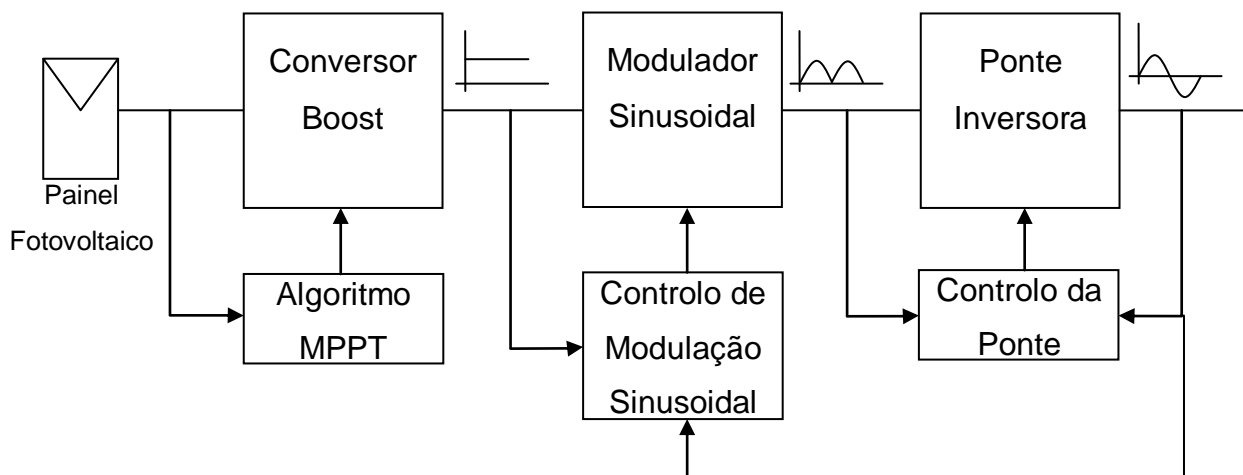 Conversor
Boost
Modulador
Sinusoidal
Ponte
Inversora
Painel
Fotovoltaico
Algoritmo
MPPT
Controlo de
Modulação
Sinusoidal
Controlo da
Ponte